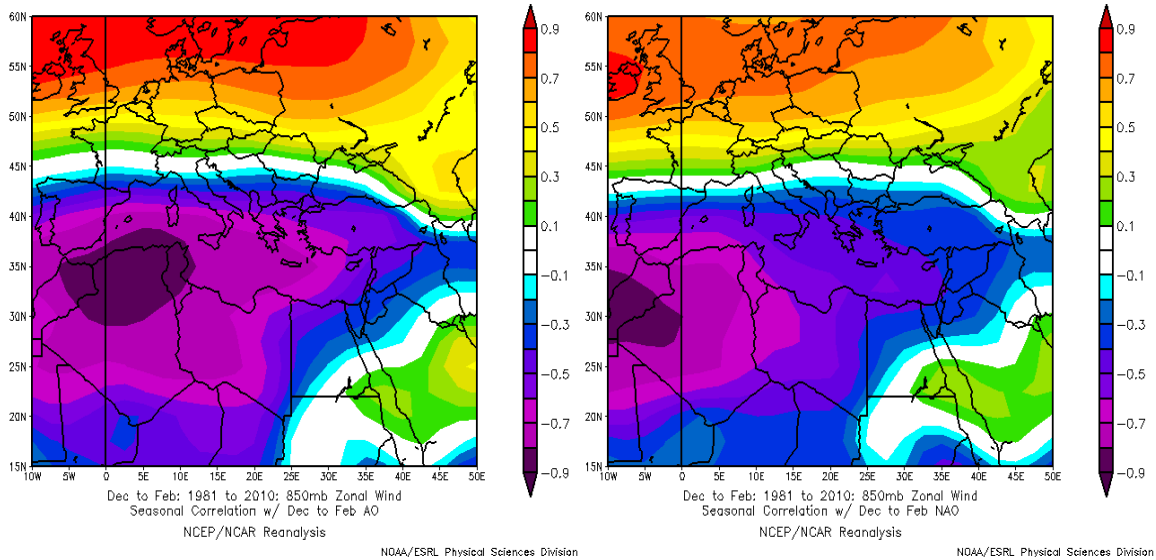 60N
55N
50N
45N
40N
35N
30N
25N
20N
15N
10W 5W 0 5E 10E 15E 20E 25E 30E 35E 40E 45E 50E
0.9
0.7
0.5
0.3
0.1
−0.1
−0.3
−0.5
−0.7
−0.9
Dec to Feb: 1981 to 2010: 850mb Zonal Wind
Seasonal Correlation w/ Dec to Feb AO
NCEP/NCAR Reanalysis
NOAA/ESRL Physical Sciences Division
60N
55N
50N
45N
40N
35N
30N
25N
20N
15N
10W 5W 0 5E 10E 15E 20E 25E 30E 35E 40E 45E 50E
0.9
0.7
0.5
0.3
0.1
−0.1
−0.3
−0.5
−0.7
−0.9
Dec to Feb: 1981 to 2010: 850mb Zonal Wind
Seasonal Correlation w/ Dec to Feb NAO
NCEP/NCAR Reanalysis
NOAA/ESRL Physical Sciences Division